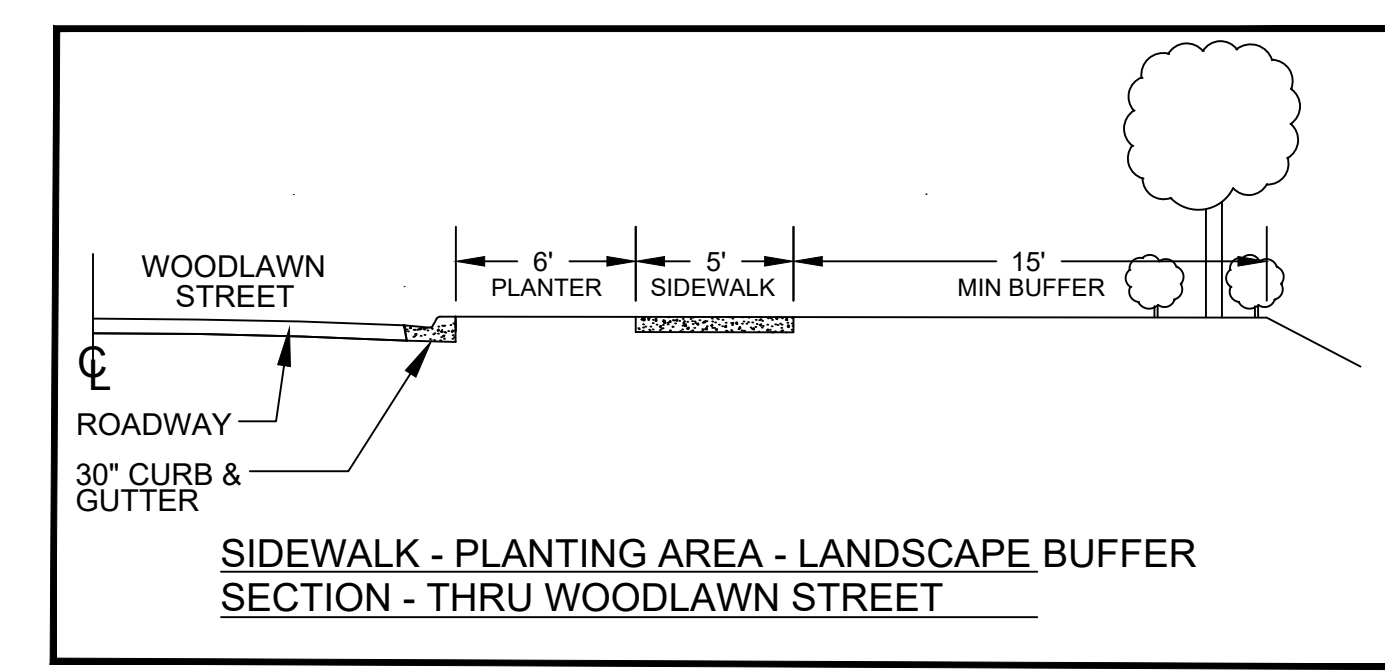 WOODLAWN
STREET
6'
PLANTER
5'
SIDEWALK
15'
MIN BUFFER
℄
ROADWAY
30" CURB &
GUTTER
SIDEWALK - PLANTING AREA - LANDSCAPE BUFFER
SECTION - THRU WOODLAWN STREET